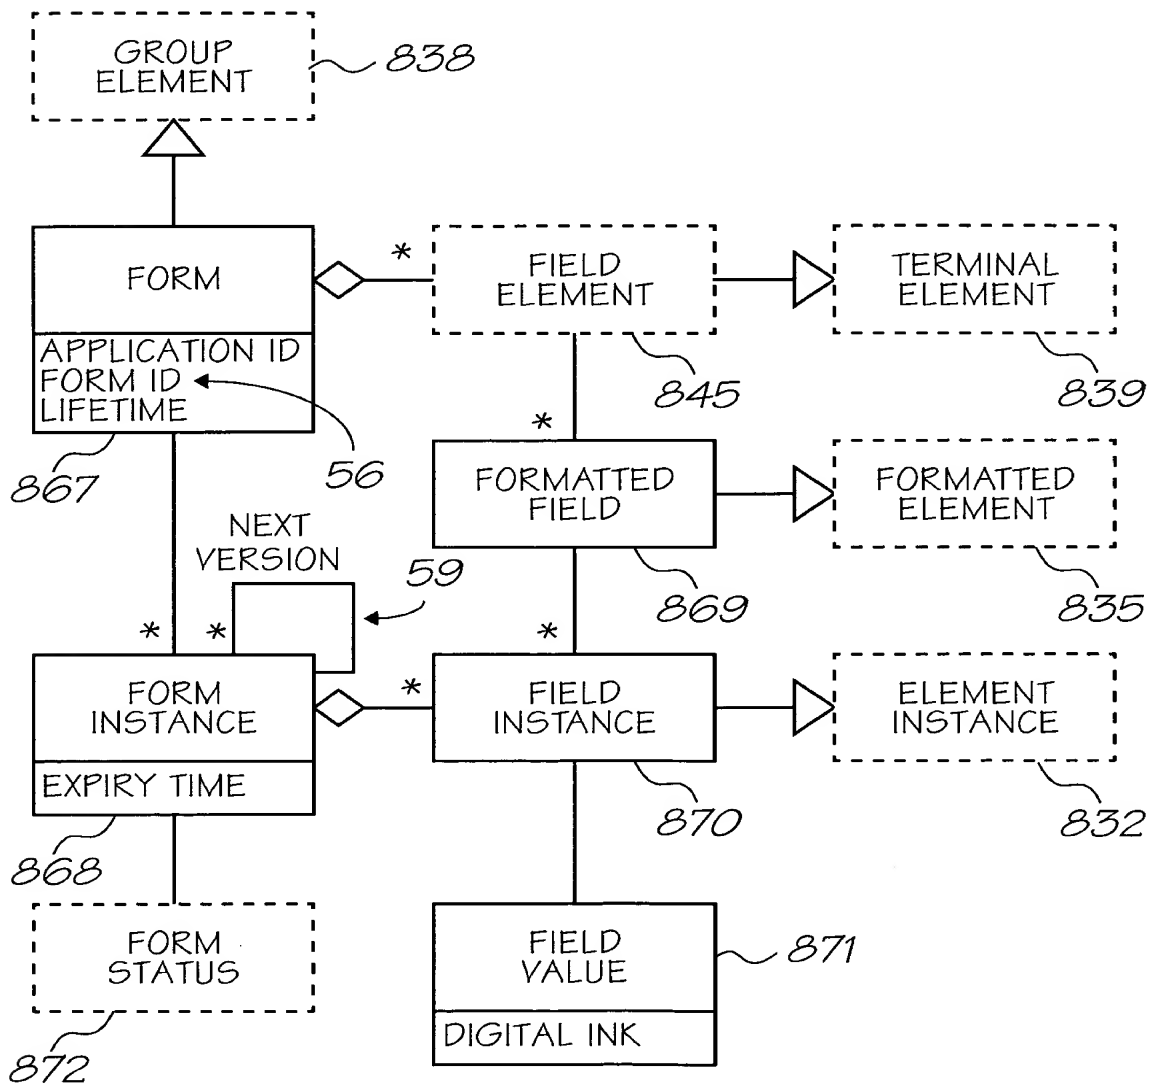 GROUP
ELEMENT
838
FORM
*
FIELD
ELEMENT
TERMINAL
ELEMENT
APPLICATION ID
FORM ID
LIFETIME
845
839
867
56
*
FORMATTED
FIELD
FORMATTED
ELEMENT
NEXT
VERSION
59
869
835
*
*
*
FORM
INSTANCE
*
FIELD
INSTANCE
ELEMENT
INSTANCE
EXPIRY TIME
870
832
868
FORM
STATUS
FIELD
VALUE
871
872
DIGITAL INK